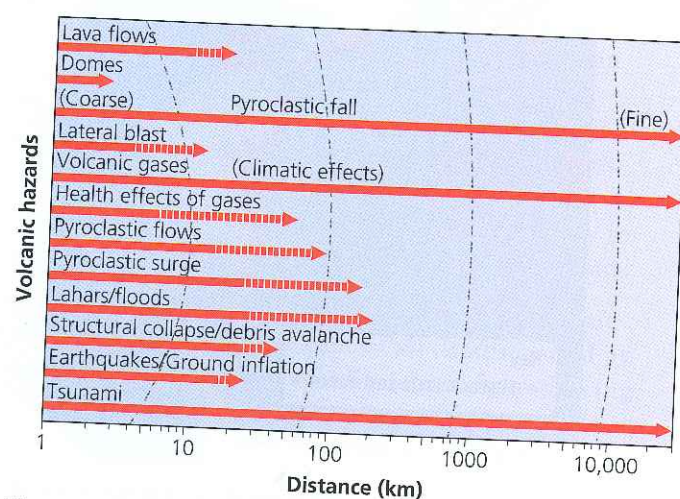 Lava flows
Domes
(Coarse) Pyroclastic fall (Fine)
Lateral blast
Volcanic gases (Climatic effects)
Health effects of gases
Pyroclastic flows
Pyroclastic surge
Lahars/floods
Structural collapse/debris avalanche
Earthquakes/Ground inflation
Tsunami
Volcanic hazards
1 10 100 1000 10,000
Distance (km)